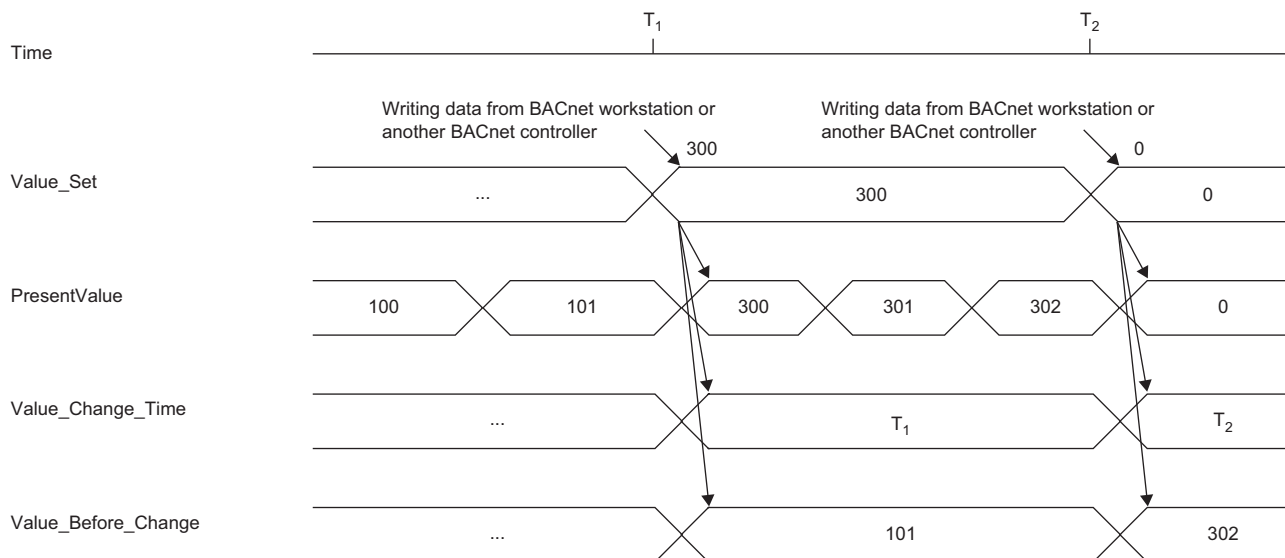 T1 T2
Time
Writing data from BACnet workstation or Writing data from BACnet workstation or
another BACnet controller another BACnet controller
300 0
Value_Set ... 300 0
PresentValue 100 101 300 301 302 0
Value_Change_Time ... T1 T2
Value_Before_Change ... 101 302